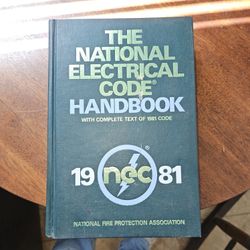 THE
NATIONAL
ELECTRICAL
CODE®
HANDBOOK
WITH COMPLETE TEXT OF 1981 CODE
®
19 nec 81
NATIONAL FIRE PROTECTION ASSOCIATION